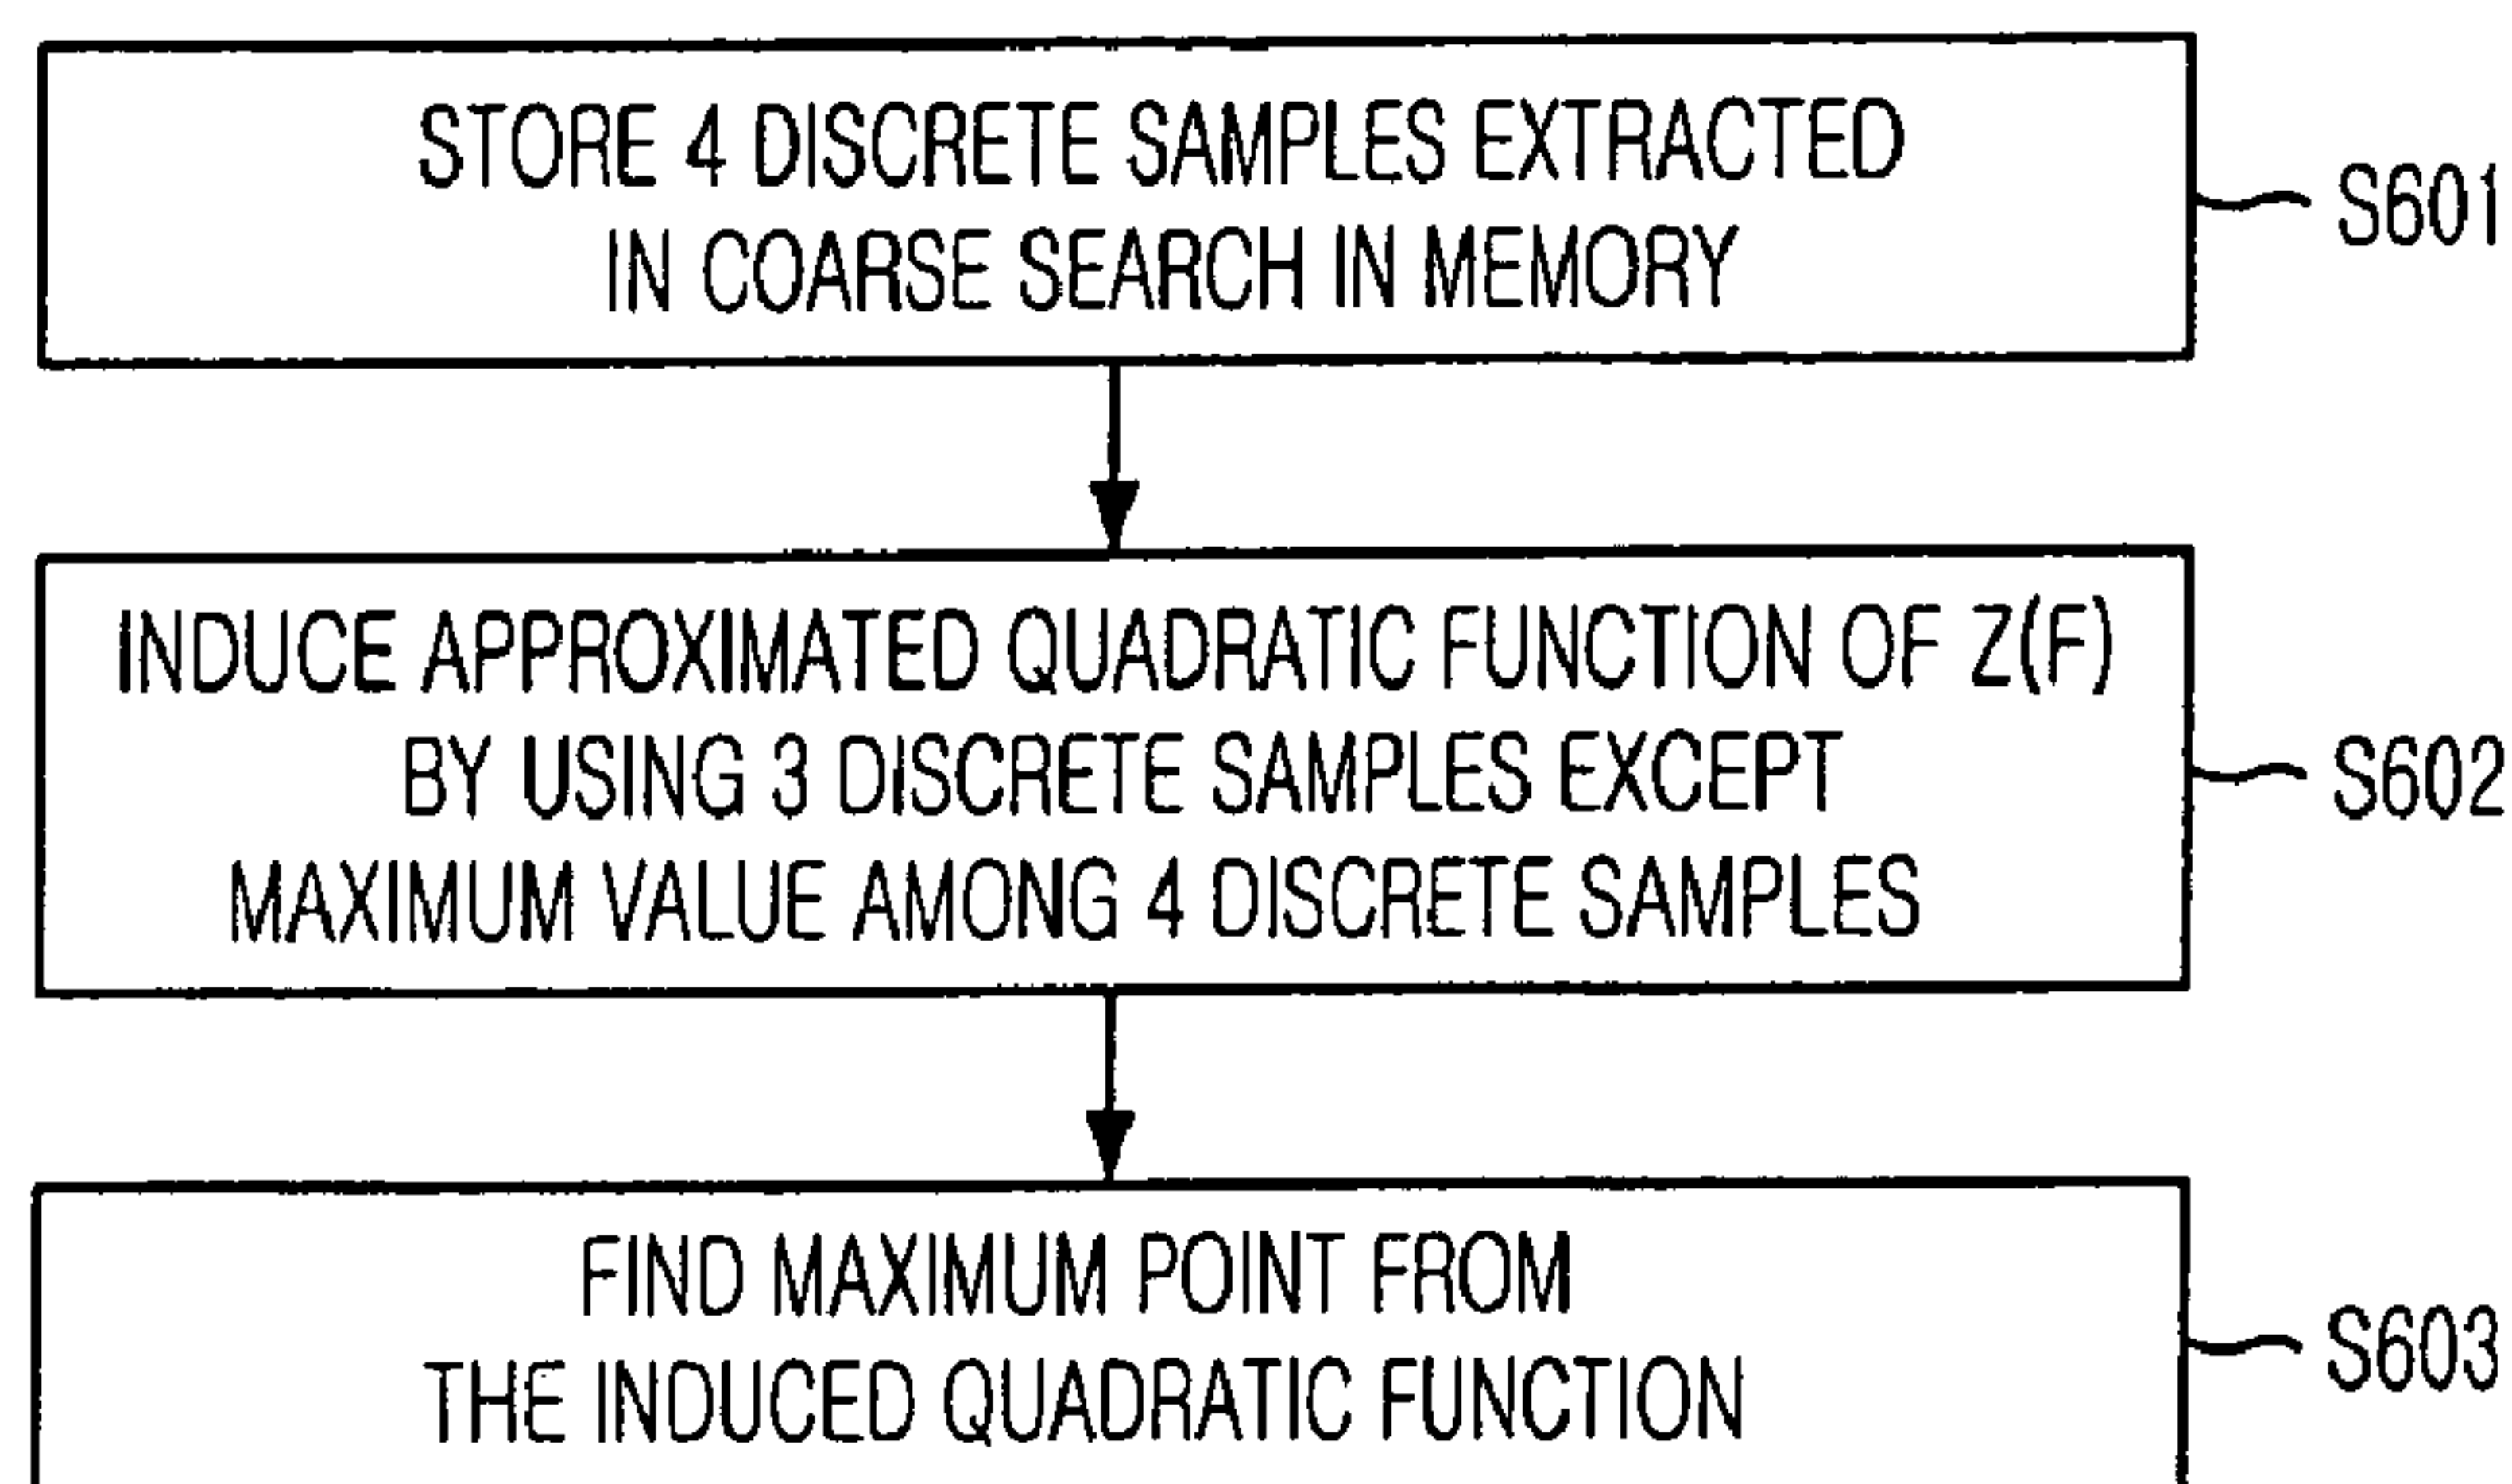 STORE 4 DISCRETE SAMPLES EXTRACTED
IN COARSE SEARCH IN MEMORY
S601
INDUCE APPROXIMATED QUADRATIC FUNCTION OF Z(F)
BY USING 3 DISCRETE SAMPLES EXCEPT
MAXIMUM VALUE AMONG 4 DISCRETE SAMPLES
S602
FIND MAXIMUM POINT FROM
THE INDUCED QUADRATIC FUNCTION
S603